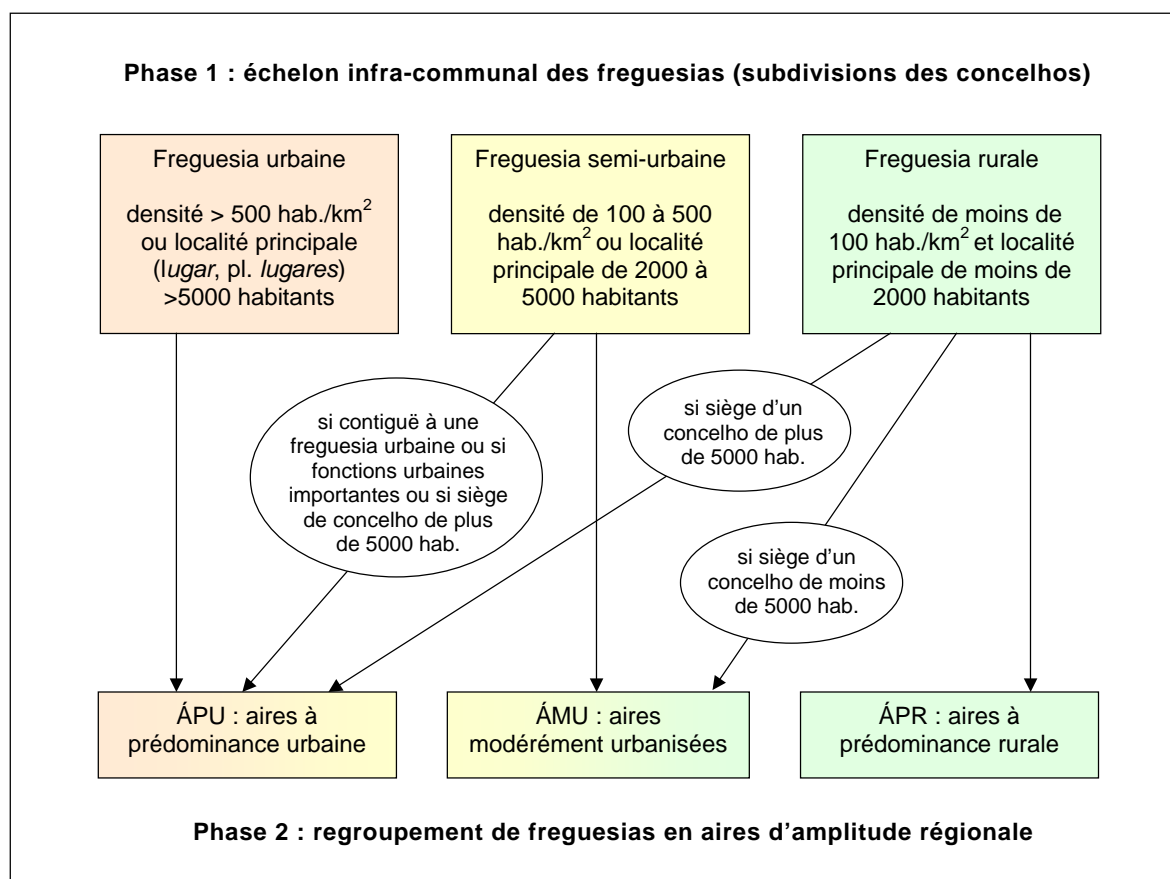 Phase 1 : échelon infra-communal des freguesias (subdivisions des concelhos)
Freguesia urbaine
densité > 500 hab./km²
ou localité principale
(lugar, pl. lugares)
>5000 habitants
Freguesia semi-urbaine
densité de 100 à 500
hab./km² ou localité
principale de 2000 à
5000 habitants
Freguesia rurale
densité de moins de
100 hab./km² et localité
principale de moins de
2000 habitants
si contiguë à une
freguesia urbaine ou si
fonctions urbaines
importantes ou si siège
de concelho de plus
de 5000 hab.
si siège d’un
concelho de plus
de 5000 hab.
si siège d’un
concelho de moins
de 5000 hab.
ÁPU : aires à
prédominance urbaine
ÁMU : aires
modérément urbanisées
ÁPR : aires à
prédominance rurale
Phase 2 : regroupement de freguesias en aires d’amplitude régionale